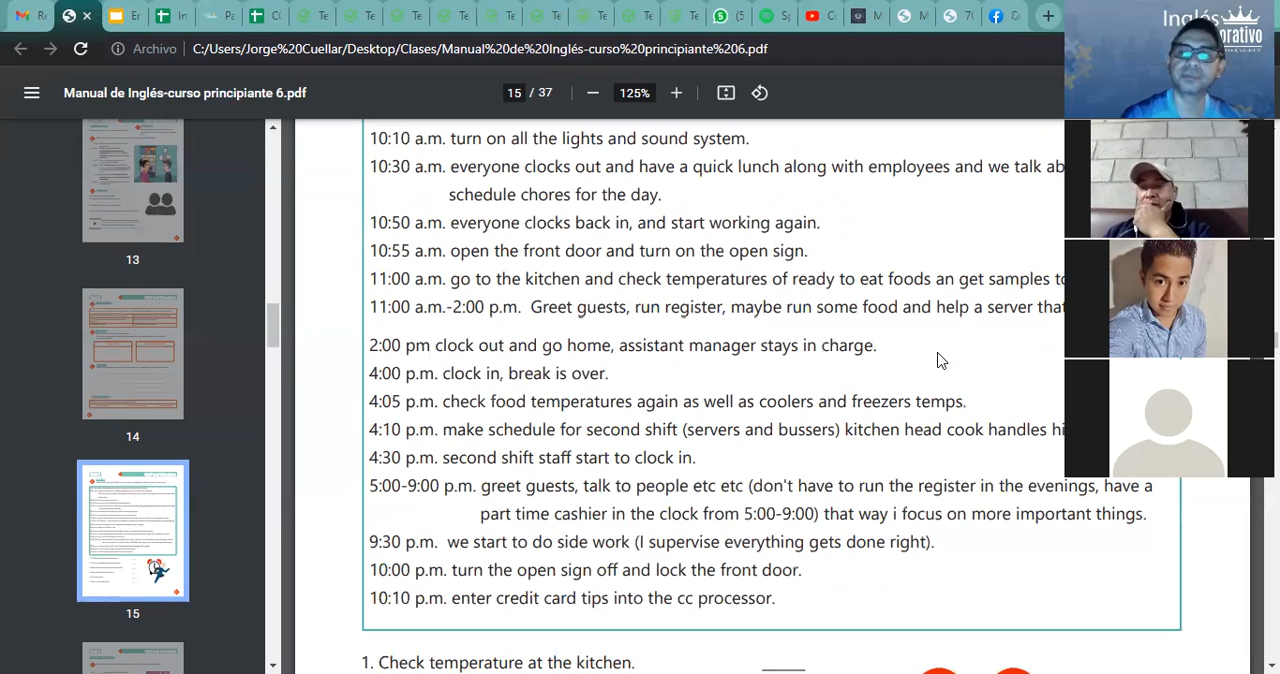 Te
Te
Te
Te
Te
Te
Te
Te
Te
Archivo
C:/Users/Jorge%20Cuellar/Desktop/Clases/Manual%20de%20Inglés-curso%20principiante%206.pdf
Inglés
Manual de Inglés-curso principiante 6.pdf
15 / 37
125%
10:10 a.m. turn on all the lights and sound system.
10:30 a.m. everyone clocks out and have a quick lunch along with employees and we talk ab
schedule chores for the day.
10:50 a.m. everyone clocks back in, and start working again.
10:55 a.m. open the front door and turn on the open sign.
11:00 a.m. go to the kitchen and check temperatures of ready to eat foods an get samples to
11:00 a.m.-2:00 p.m. Greet guests, run register, maybe run some food and help a server that
2:00 pm clock out and go home, assistant manager stays in charge.
4:00 p.m. clock in, break is over.
4:05 p.m. check food temperatures again as well as coolers and freezers temps.
4:10 p.m. make schedule for second shift (servers and bussers) kitchen head cook handles hi
4:30 p.m. second shift staff start to clock in.
5:00-9:00 pm. greet guests, talk to people etc etc (don't have to run the register in the evenings, have a
part time cashier in the clock from 5:00-9:00) that way i focus on more important things.
9:30 p.m. we start to do side work (I supervise everything gets done right).
10:00 p.m. turn the open sign off and lock the front door.
10:10 p.m. enter credit card tips into the cc processor.
1. Check temperature at the kitchen.
13
14
15